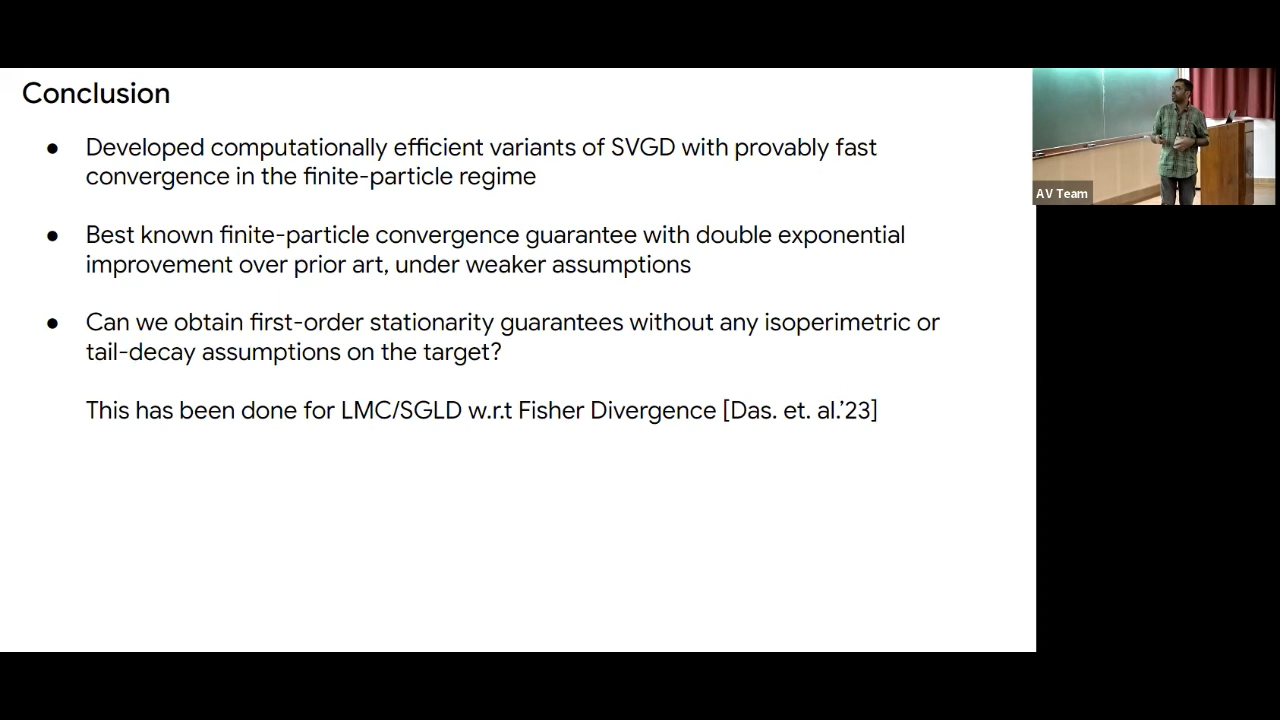 Conclusion
● Developed computationally efficient variants of SVGD with provably fast
convergence in the finite-particle regime
● Best known finite-particle convergence guarantee with double exponential
improvement over prior art, under weaker assumptions
● Can we obtain first-order stationarity guarantees without any isoperimetric or
tail-decay assumptions on the target?
This has been done for LMC/SGLD w.r.t Fisher Divergence [Das. et. al.’23]
AV Team